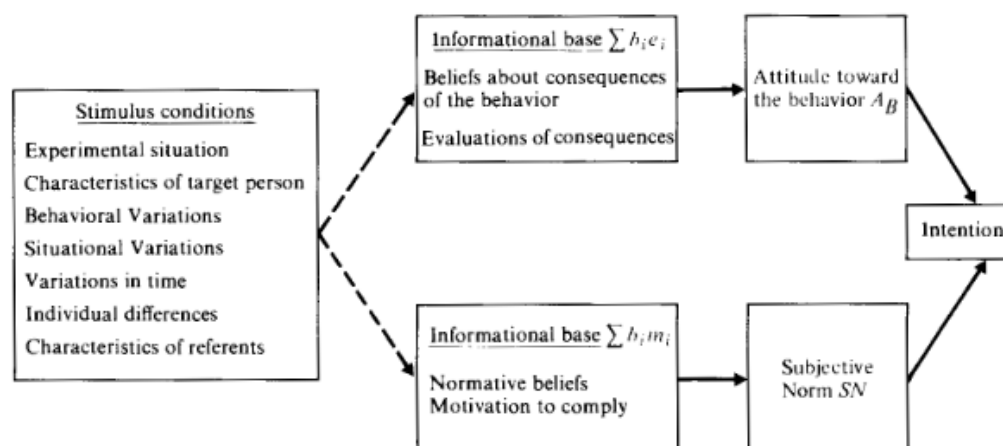 Stimulus conditions
Experimental situation
Characteristics of target person
Behavioral Variations
Situational Variations
Variations in time
Individual differences
Characteristics of referents
Informational base ∑ bᵢeᵢ
Beliefs about consequences
of the behavior
Evaluations of consequences
Attitude toward
the behavior A_B
Informational base ∑ bᵢmᵢ
Normative beliefs
Motivation to comply
Subjective
Norm SN
Intention